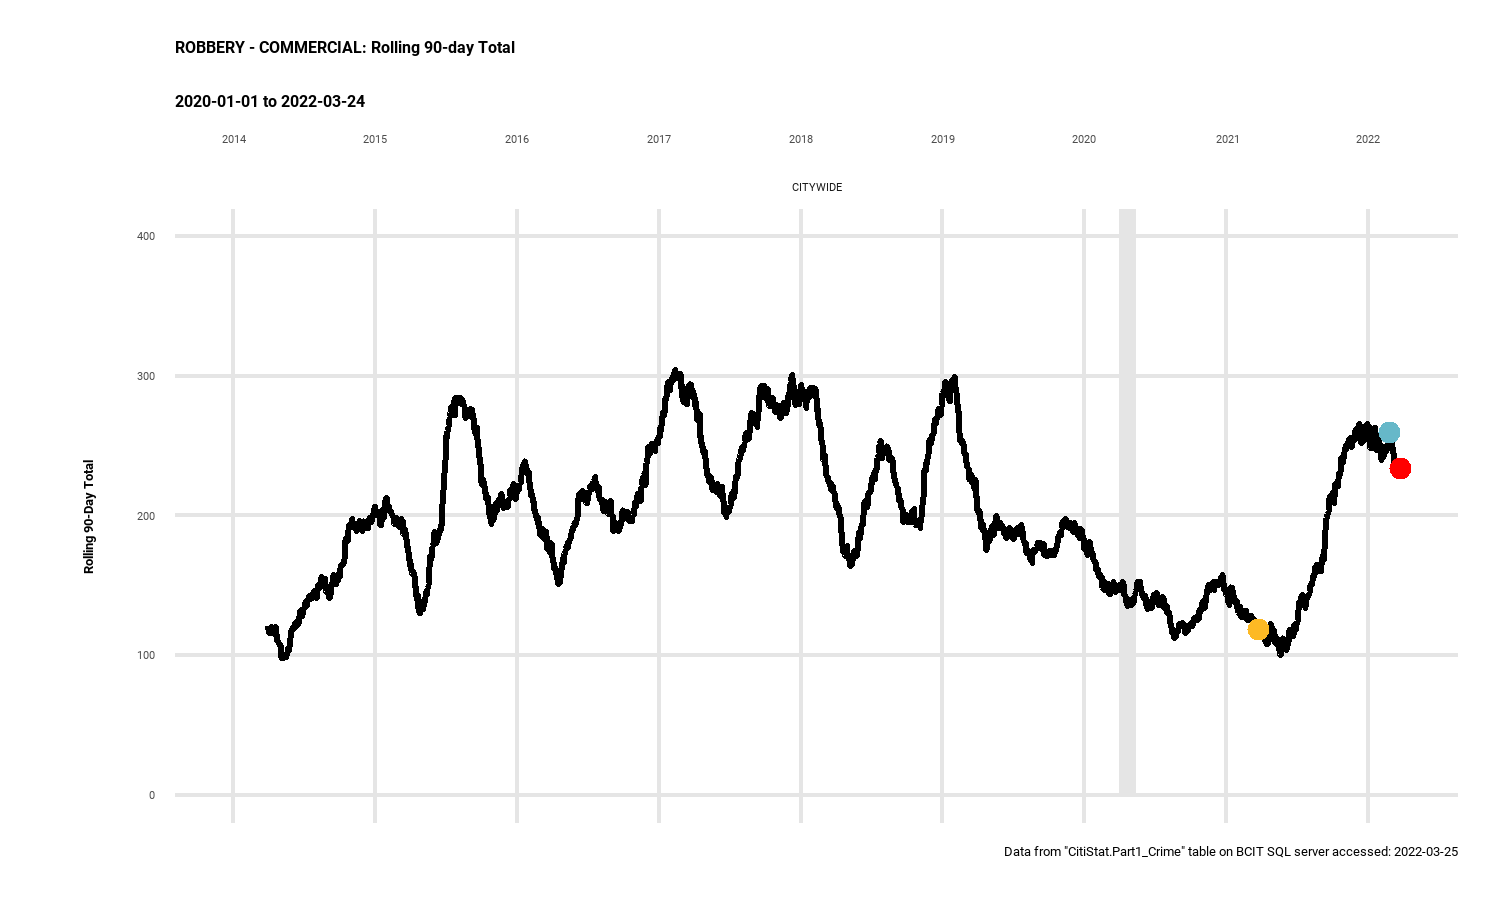 ROBBERY - COMMERCIAL: Rolling 90-day Total
2020-01-01 to 2022-03-24
2014 2015 2016 2017 2018 2019 2020 2021 2022
CITYWIDE
400
300
200
100
0
Rolling 90-Day Total
Data from "CitiStat.Part1_Crime" table on BCIT SQL server accessed: 2022-03-25